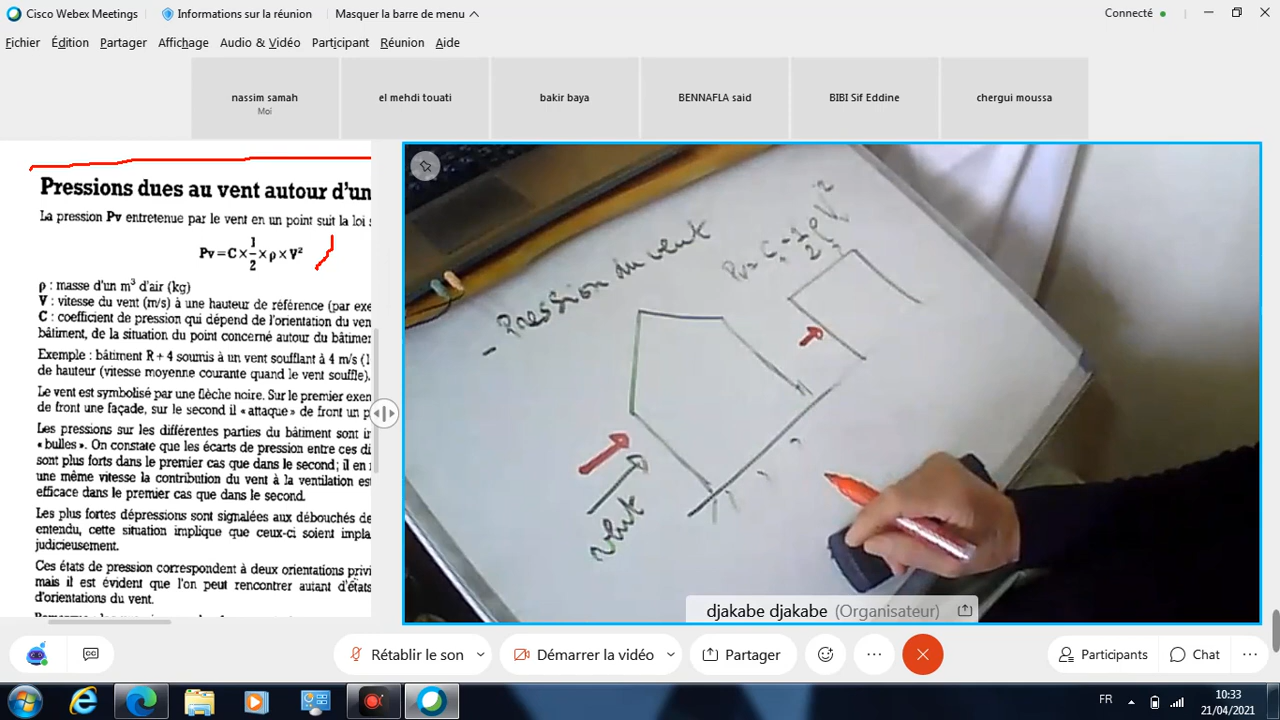 Cisco Webex Meetings
Informations sur la réunion
Masquer la barre de menu
Connecté
Fichier Édition Partager Affichage Audio & Vidéo Participant Réunion Aide
nassim samah
Moi
el mehdi touati
bakir baya
BENNAFLA said
BIBI Sif Eddine
chergui moussa
Pressions dues au vent autour d'un
La pression Pv entretenue par le vent en un point suit la loi
Pv = C × 1/2 × ρ × V²
ρ : masse d'un m³ d'air (kg)
V : vitesse du vent (m/s) à une hauteur de référence (par exe
C : coefficient de pression qui dépend de l'orientation du ven
bâtiment, de la situation du point concerné autour du bâtimer
Exemple : bâtiment R + 4 soumis à un vent soufflant à 4 m/s (1
de hauteur (vitesse moyenne courante quand le vent souffle).
Le vent est symbolisé par une flèche noire. Sur le premier exen
de front une façade, sur le second il « attaque » de front un p
Les pressions sur les différentes parties du bâtiment sont in
« bulles ». On constate que les écarts de pression entre ces di
sont plus forts dans le premier cas que dans le second ; il en r
une même vitesse la contribution du vent à la ventilation est
efficace dans le premier cas que dans le second.
Les plus fortes dépressions sont signalées aux débouchés de
entendu, cette situation implique que ceux-ci soient impla
judicieusement.
Ces états de pression correspondent à deux orientations privi
mais il est évident que l'on peut rencontrer autant d'états
d'orientations du vent.
- Pression du vent
vent
djakabe djakabe (Organisateur)
Rétablir le son
Démarrer la vidéo
Partager
Participants
Chat
FR
10:33
21/04/2021